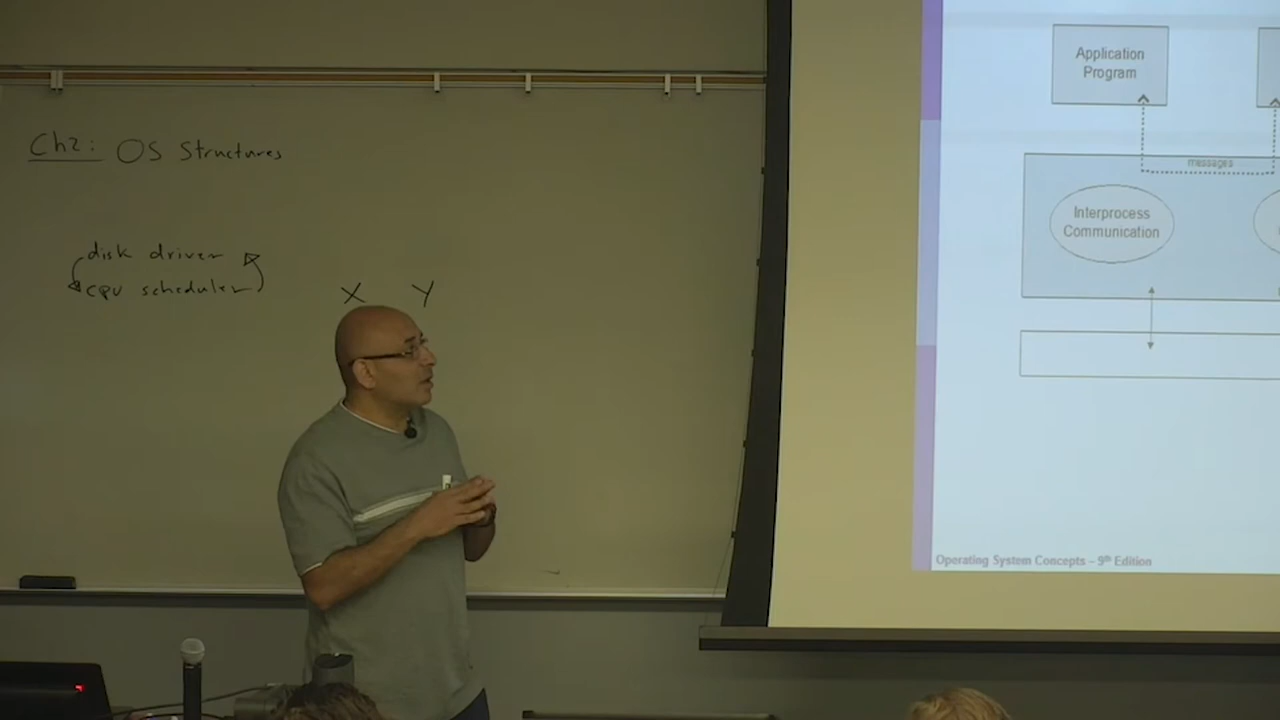 Ch2: OS Structures
disk driver
cpu scheduler
X Y
Application
Program
messages
Interprocess
Communication
Operating System Concepts – 9th Edition